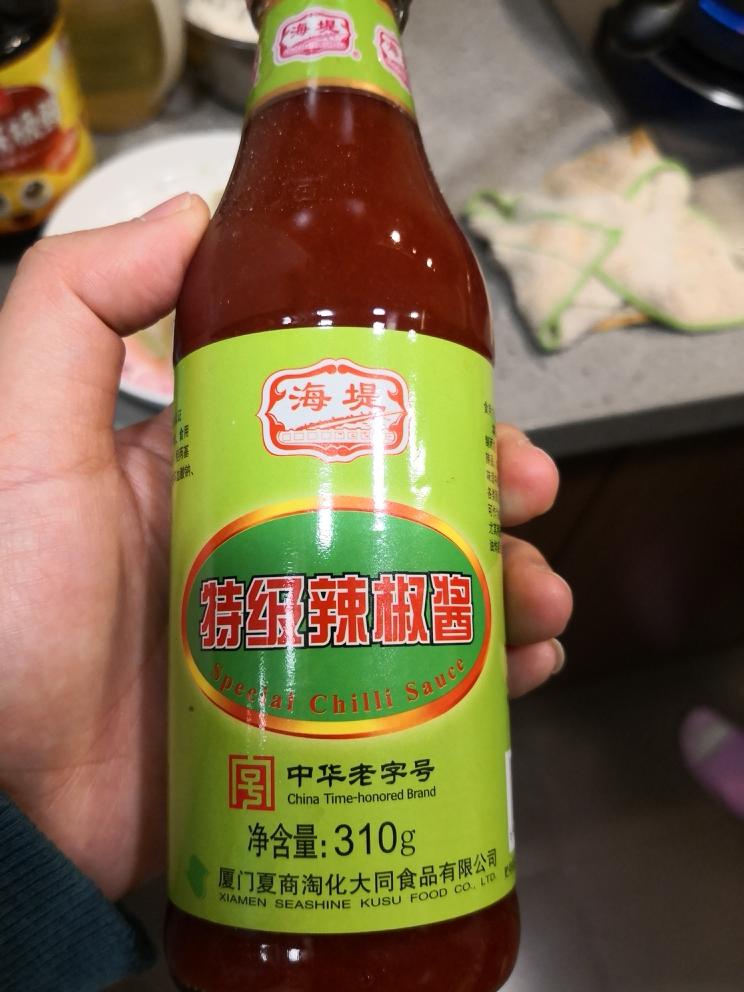 海堤
海堤
特级辣椒酱
Special Chilli Sauce
中华老字号
China Time-honored Brand
净含量: 310g
厦门夏商淘化大同食品有限公司
XIAMEN SEASHINE KUSU FOOD CO., LTD.